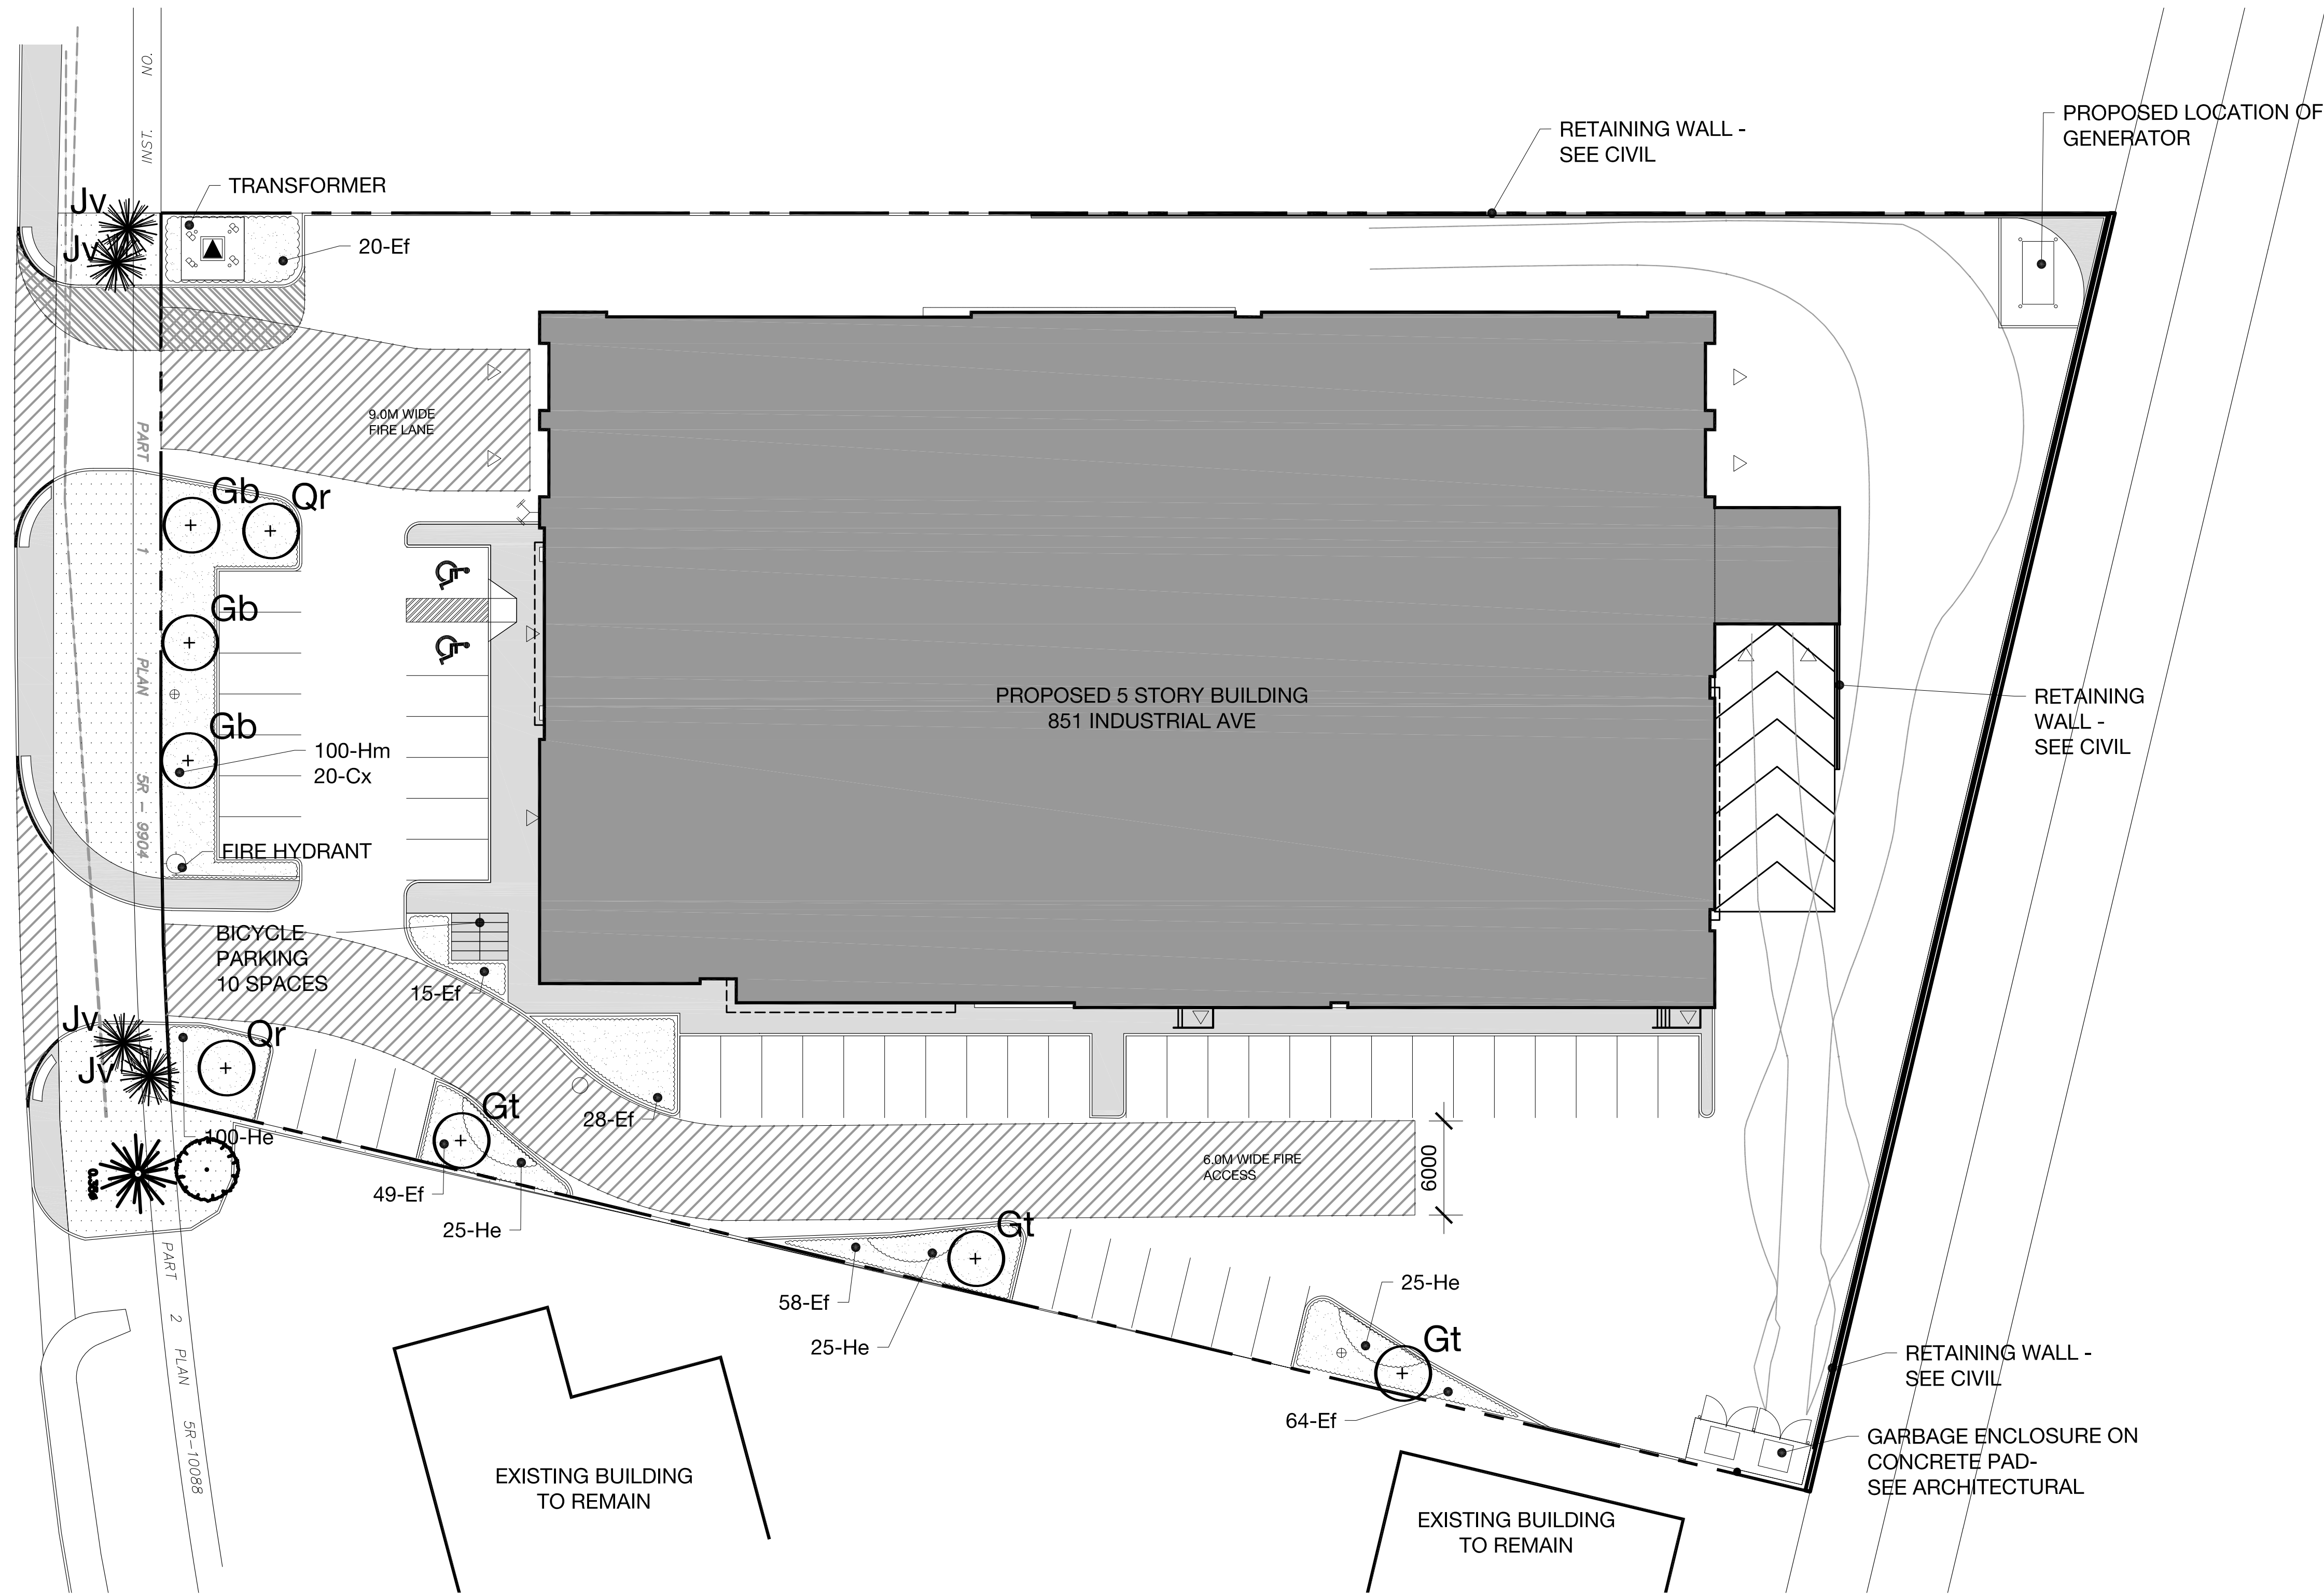 NO.
INST.
PROPOSED LOCATION OF
GENERATOR
RETAINING WALL -
SEE CIVIL
TRANSFORMER
Jv
Jv
20-Ef
9.0M WIDE
FIRE LANE
PART 1 PLAN 5R - 9904
Gb
Qr
Gb
Gb
100-Hm
20-Cx
FIRE HYDRANT
PROPOSED 5 STORY BUILDING
851 INDUSTRIAL AVE
RETAINING
WALL -
SEE CIVIL
BICYCLE
PARKING
10 SPACES
15-Ef
Jv
Jv
Qr
100-He
Gt
28-Ef
49-Ef
25-He
6.0M WIDE FIRE
ACCESS
6000
Gt
58-Ef
25-He
25-He
Gt
64-Ef
PART 2 PLAN 5R-10088
RETAINING WALL -
SEE CIVIL
GARBAGE ENCLOSURE ON
CONCRETE PAD-
SEE ARCHITECTURAL
EXISTING BUILDING
TO REMAIN
EXISTING BUILDING
TO REMAIN